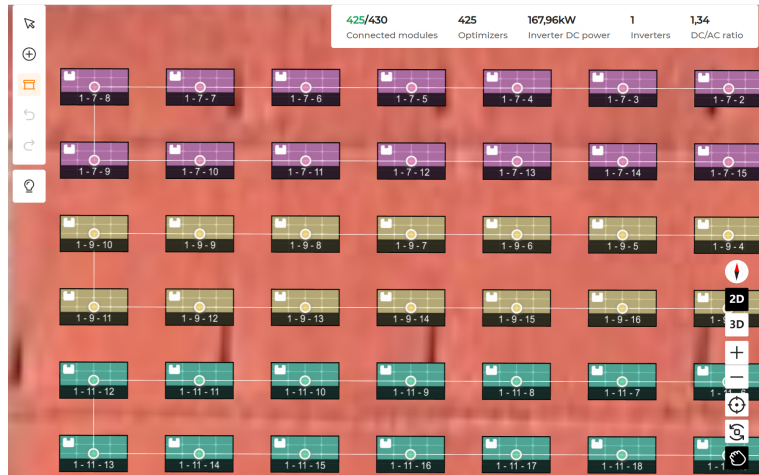 425/430 425 167,96kW 1 1,34
Connected modules Optimizers Inverter DC power Inverters DC/AC ratio
1 - 7 - 8 1 - 7 - 7 1 - 7 - 6 1 - 7 - 5 1 - 7 - 4 1 - 7 - 3 1 - 7 - 2
1 - 7 - 9 1 - 7 - 10 1 - 7 - 11 1 - 7 - 12 1 - 7 - 13 1 - 7 - 14 1 - 7 - 15
1 - 9 - 10 1 - 9 - 9 1 - 9 - 8 1 - 9 - 7 1 - 9 - 6 1 - 9 - 5 1 - 9 - 4
2D
1 - 9 - 11 1 - 9 - 12 1 - 9 - 13 1 - 9 - 14 1 - 9 - 15 1 - 9 - 16
3D
1 - 11 - 12 1 - 11 - 11 1 - 11 - 10 1 - 11 - 9 1 - 11 - 8 1 - 11 - 7
1 - 11 - 13 1 - 11 - 14 1 - 11 - 15 1 - 11 - 16 1 - 11 - 17 1 - 11 - 18